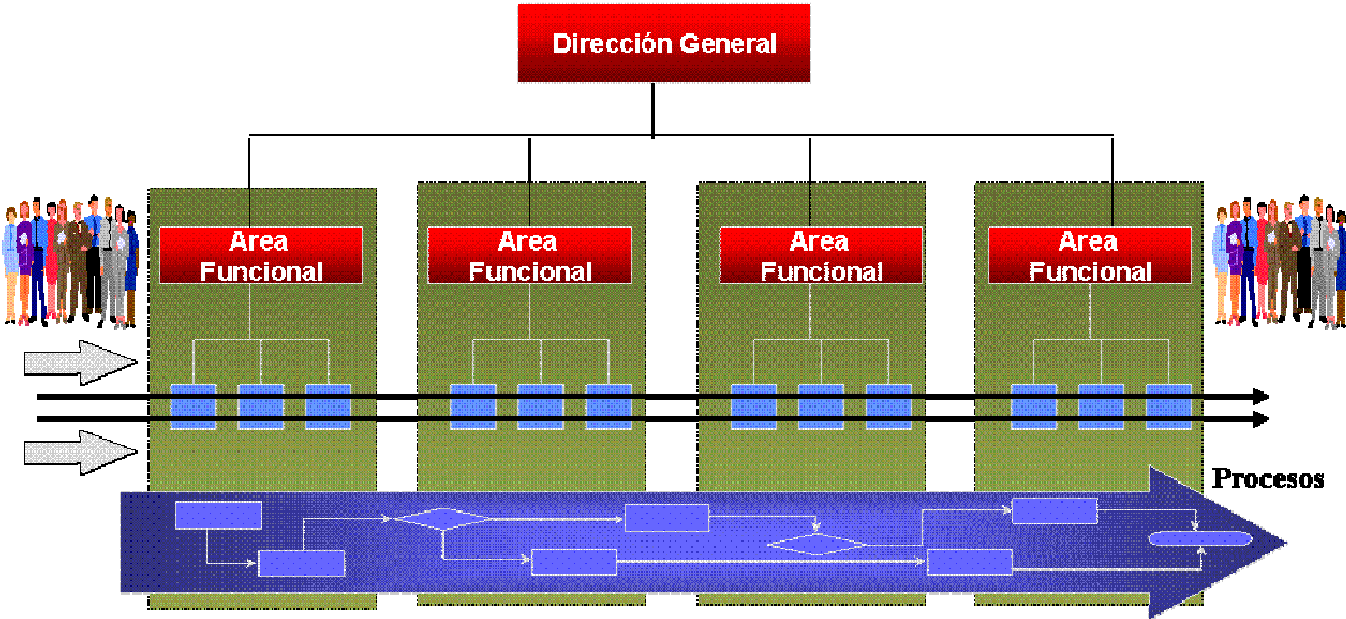 Dirección General
Area
Funcional
Area
Funcional
Area
Funcional
Area
Funcional
Procesos